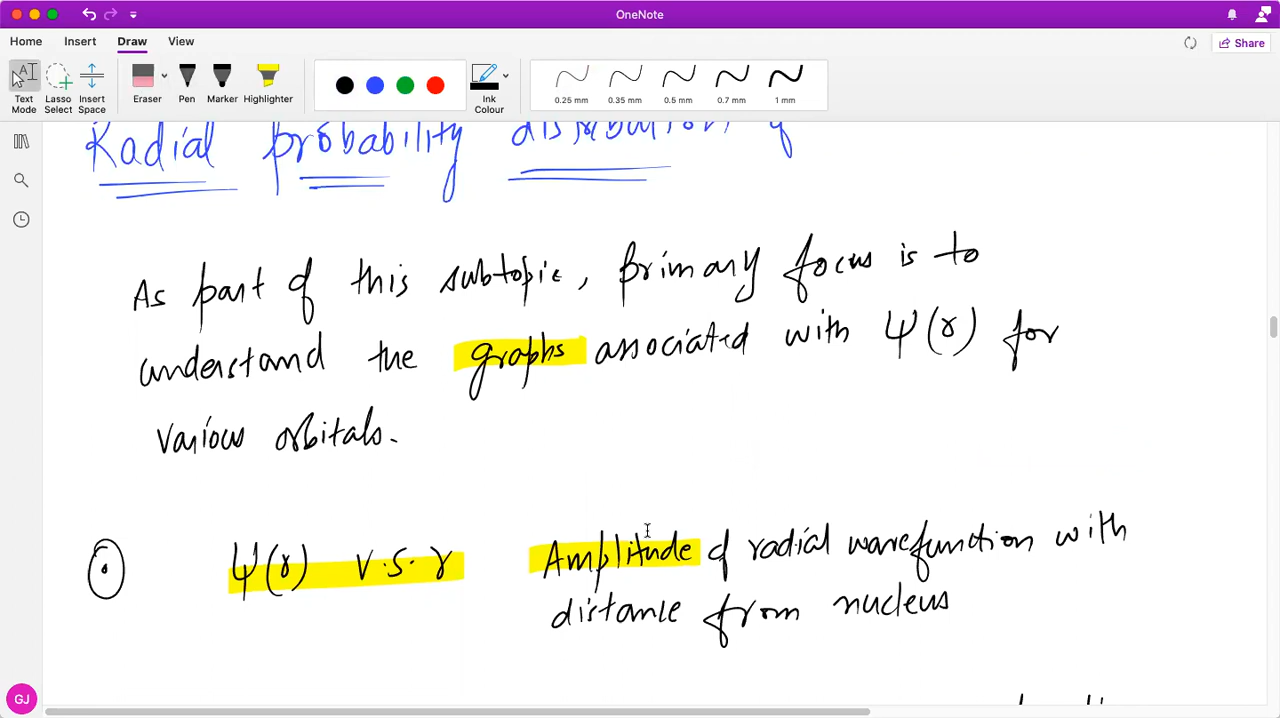 OneNote
Home Insert Draw View
Share
Text Mode
Lasso Select
Insert Space
Eraser
Pen
Marker
Highlighter
Ink Colour
0.25 mm
0.35 mm
0.5 mm
0.7 mm
1 mm
Radial probability distribution of
As part of this subtopic, primary focus is to
understand the graphs associated with ψ(r) for
various orbitals.
ψ(r) v.s. r Amplitude of radial wavefunction with
distance from nucleus
GJ